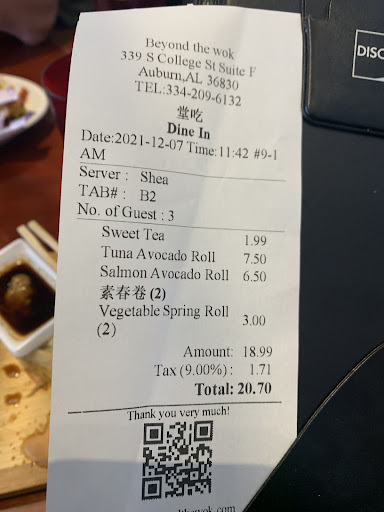 Beyond the wok
339 S College St Suite F
Auburn,AL 36830
TEL:334-209-6132
堂吃
Dine In
Date:2021-12-07 Time:11:42 #9-1
AM
Server : Shea
TAB# : B2
No. of Guest : 3
Sweet Tea 1.99
Tuna Avocado Roll 7.50
Salmon Avocado Roll 6.50
素春卷 (2)
Vegetable Spring Roll 3.00
(2)
Amount: 18.99
Tax (9.00%) : 1.71
Total: 20.70
Thank you very much!
DISC